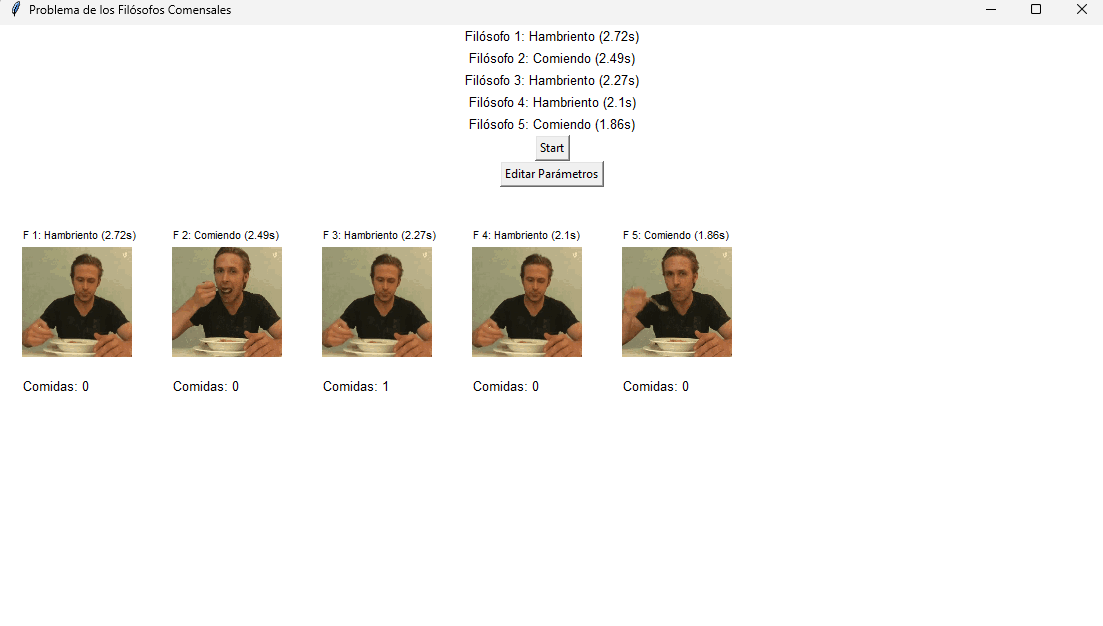 Problema de los Filósofos Comensales
Filósofo 1: Hambriento (2.72s)
Filósofo 2: Comiendo (2.49s)
Filósofo 3: Hambriento (2.27s)
Filósofo 4: Hambriento (2.1s)
Filósofo 5: Comiendo (1.86s)
Start
Editar Parámetros
F 1: Hambriento (2.72s)
F 2: Comiendo (2.49s)
F 3: Hambriento (2.27s)
F 4: Hambriento (2.1s)
F 5: Comiendo (1.86s)
Comidas: 0
Comidas: 0
Comidas: 1
Comidas: 0
Comidas: 0